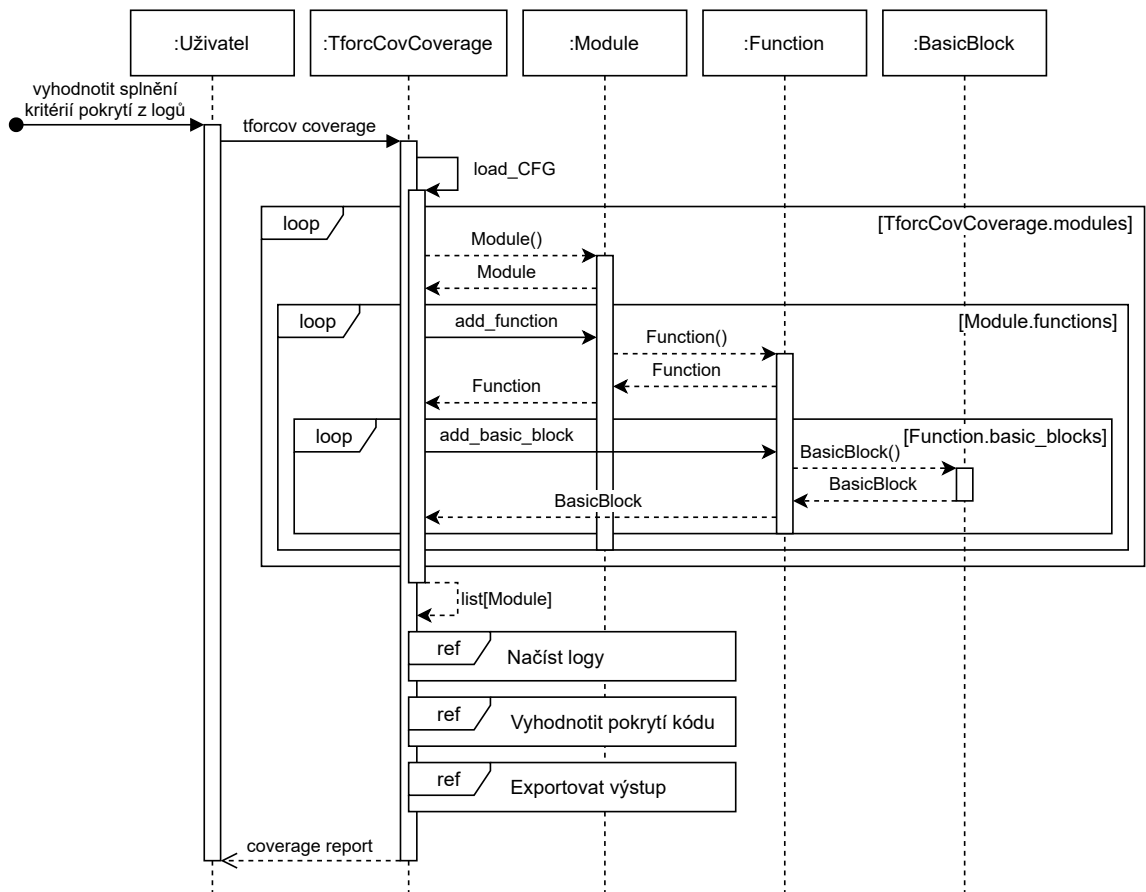 :Uživatel
:TforcCovCoverage
:Module
:Function
:BasicBlock
vyhodnotit splnění
kritérií pokrytí z logů
tforcov coverage
load_CFG
loop
[TforcCovCoverage.modules]
Module()
Module
loop
[Module.functions]
add_function
Function()
Function
Function
loop
[Function.basic_blocks]
add_basic_block
BasicBlock()
BasicBlock
BasicBlock
list[Module]
ref
Načíst logy
ref
Vyhodnotit pokrytí kódu
ref
Exportovat výstup
coverage report